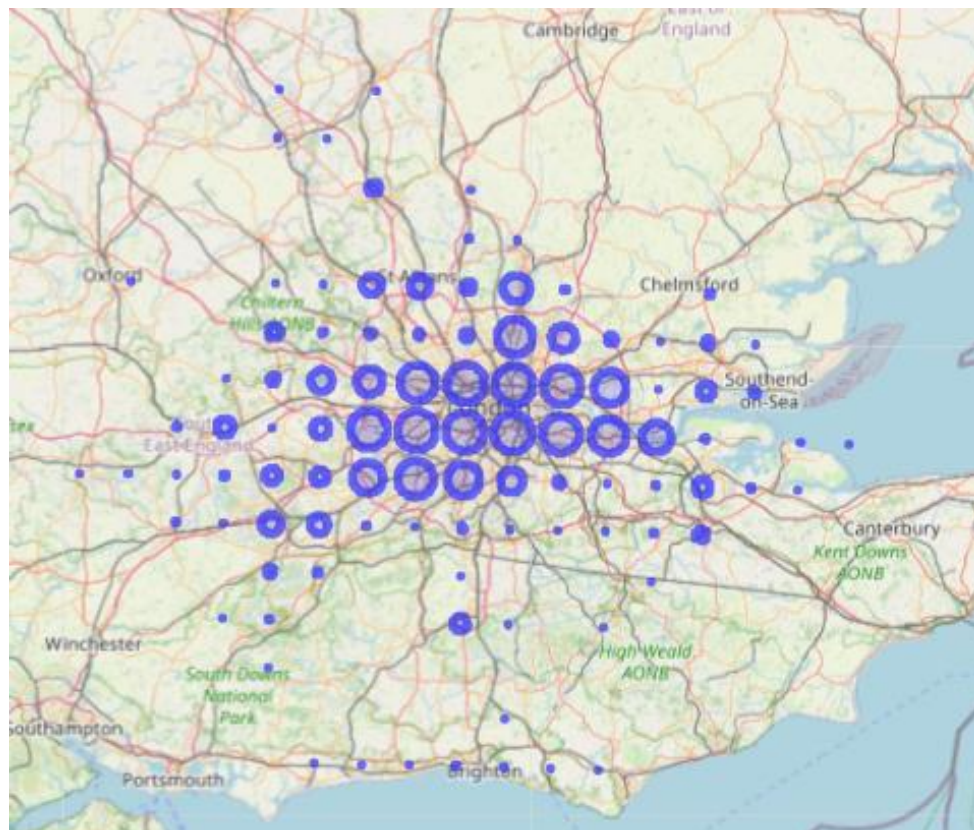 East of
England
Cambridge
Oxford
St Albans
Chelmsford
Chiltern
Hills AONB
Southend-
on-Sea
London
South
East England
Canterbury
Kent Downs
AONB
Winchester
High Weald
AONB
South Downs
National
Park
Southampton
Brighton
Portsmouth